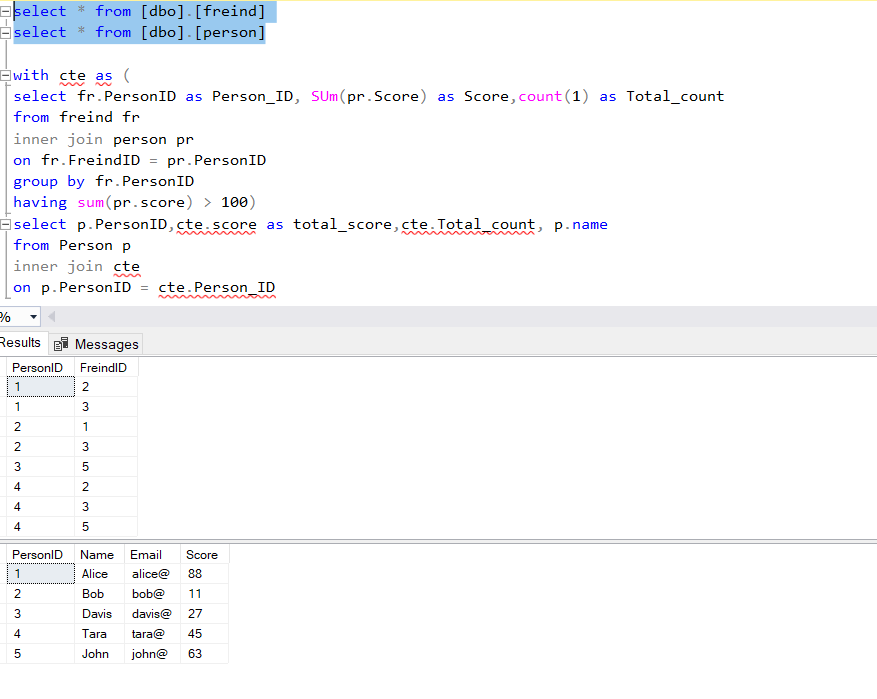 select * from [dbo].[freind]
select * from [dbo].[person]
with cte as (
select fr.PersonID as Person_ID, SUm(pr.Score) as Score,count(1) as Total_count
from freind fr
inner join person pr
on fr.FreindID = pr.PersonID
group by fr.PersonID
having sum(pr.score) > 100)
select p.PersonID,cte.score as total_score,cte.Total_count, p.name
from Person p
inner join cte
on p.PersonID = cte.Person_ID
%
Results Messages
PersonID FreindID
1 2
1 3
2 1
2 3
3 5
4 2
4 3
4 5
PersonID Name Email Score
1 Alice alice@ 88
2 Bob bob@ 11
3 Davis davis@ 27
4 Tara tara@ 45
5 John john@ 63